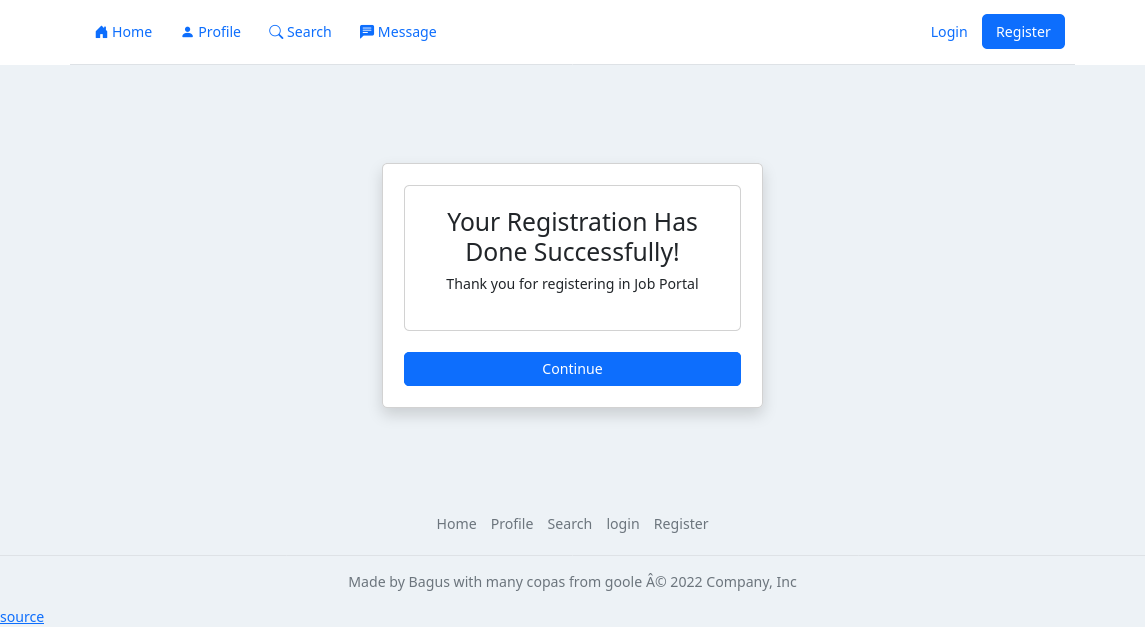 Home Profile Search Message Login Register
Your Registration Has
Done Successfully!
Thank you for registering in Job Portal
Continue
Home Profile Search login Register
Made by Bagus with many copas from goole Â© 2022 Company, Inc
source